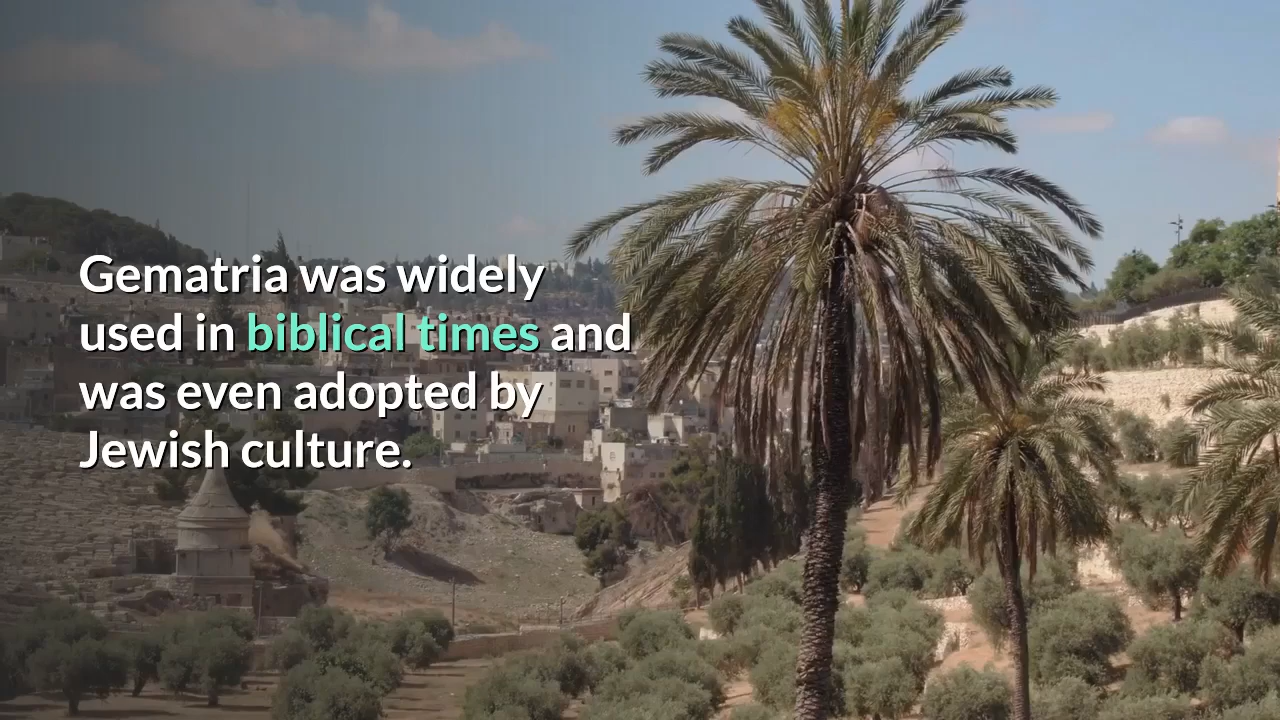 Gematria was widely
used in biblical times and
was even adopted by
Jewish culture.